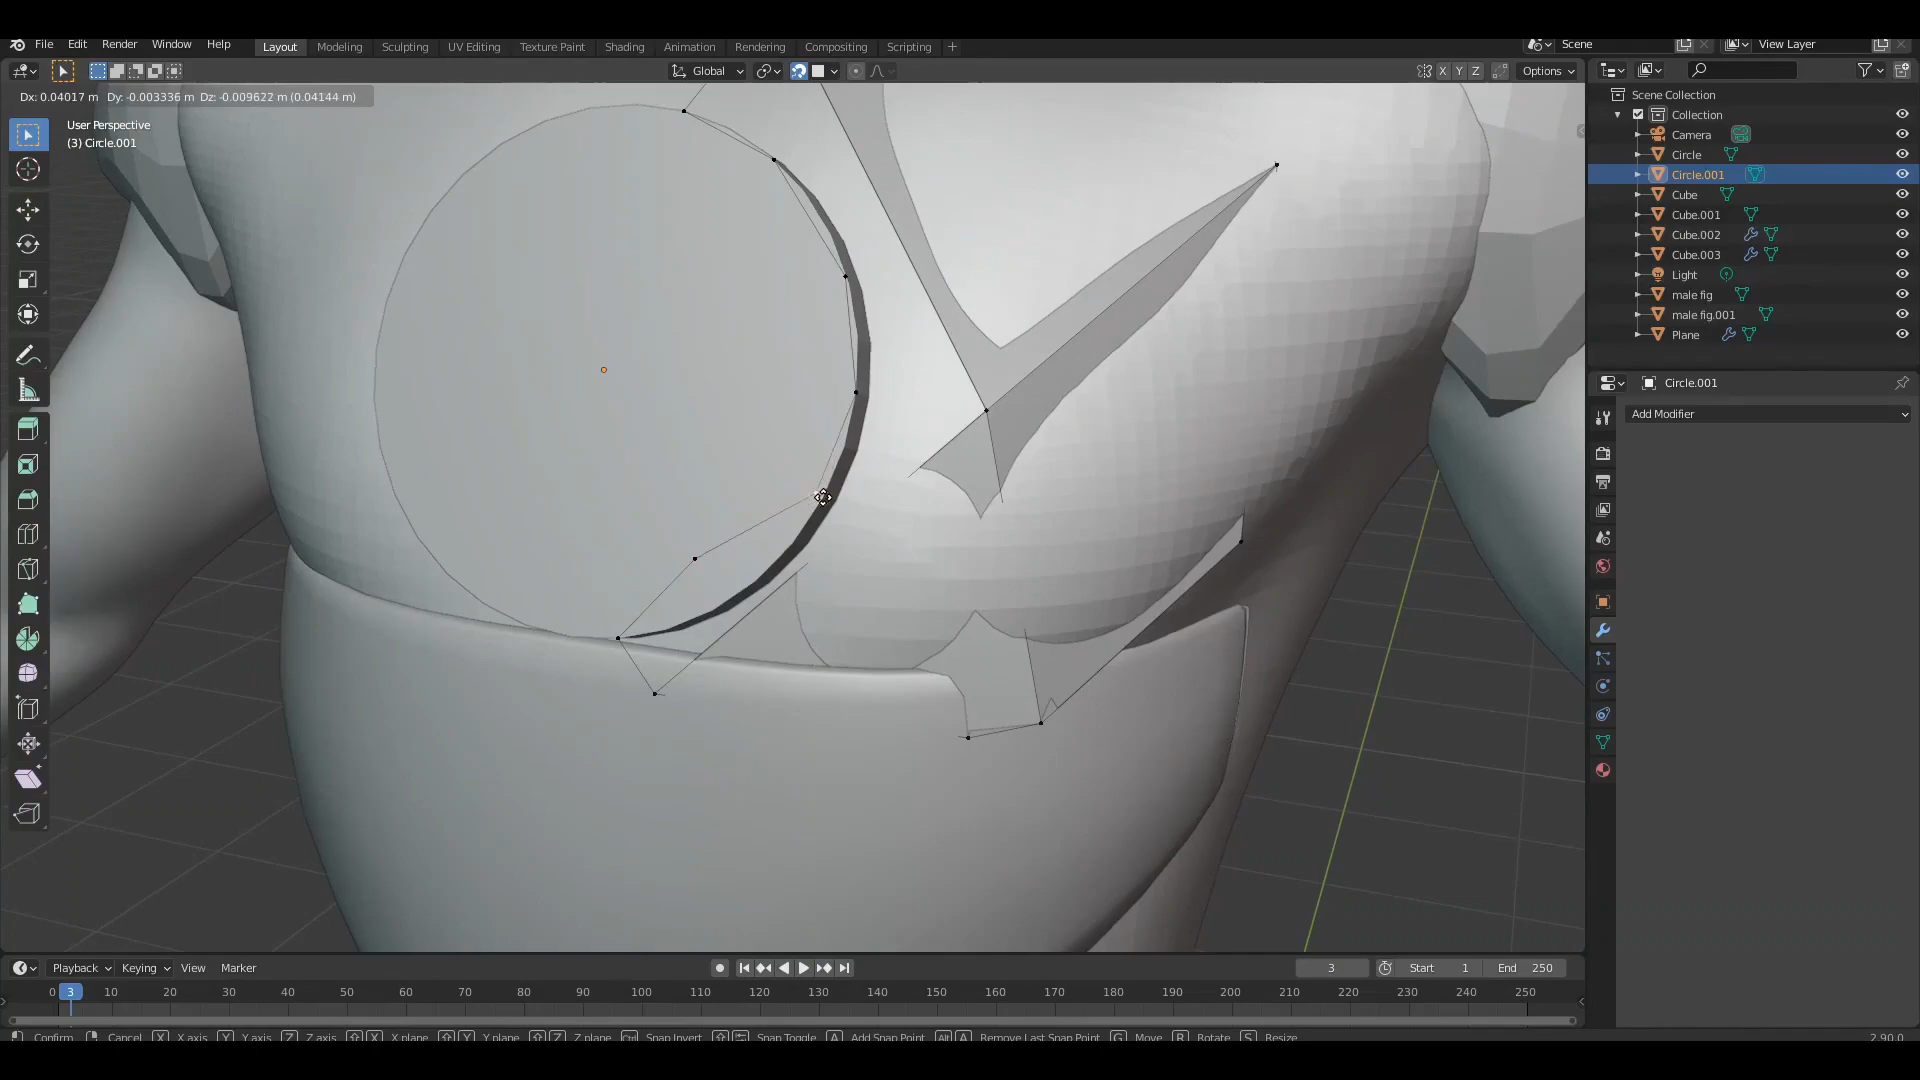 File Edit Render Window Help Layout Modeling Sculpting UV Editing Texture Paint Shading Animation Rendering Compositing Scripting + Scene View Layer
Global X Y Z Options
Dx: 0.04017 m Dy: -0.003336 m Dz: -0.009622 m (0.04144 m)
User Perspective
(3) Circle.001
Scene Collection
Collection
Camera
Circle
Circle.001
Cube
Cube.001
Cube.002
Cube.003
Light
male fig
male fig.001
Plane
Circle.001
Add Modifier
Playback Keying View Marker 3 Start 1 End 250
0 3 10 20 30 40 50 60 70 80 90 100 110 120 130 140 150 160 170 180 190 200 210 220 230 240 250
Confirm Cancel X X axis Y Y axis Z Z axis X X plane Y Y plane Z Z plane Ctrl Snap Invert Snap Toggle A Add Snap Point Alt A Remove Last Snap Point G Move R Rotate S Resize 2.90.0